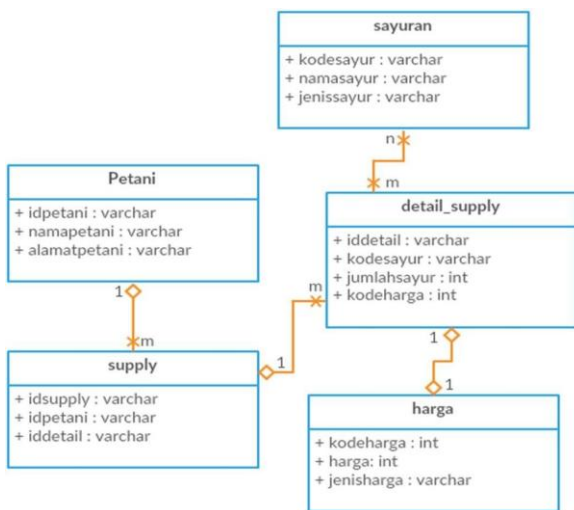 sayuran
+ kodesayur : varchar
+ namasayur : varchar
+ jenissayur : varchar
n
m
Petani
+ idpetani : varchar
+ namapetani : varchar
+ alamatpetani : varchar
1
m
detail_supply
+ iddetail : varchar
+ kodesayur : varchar
+ jumlahsayur : int
+ kodeharga : int
m
1
supply
+ idsupply : varchar
+ idpetani : varchar
+ iddetail : varchar
1
1
harga
+ kodeharga : int
+ harga: int
+ jenisharga : varchar